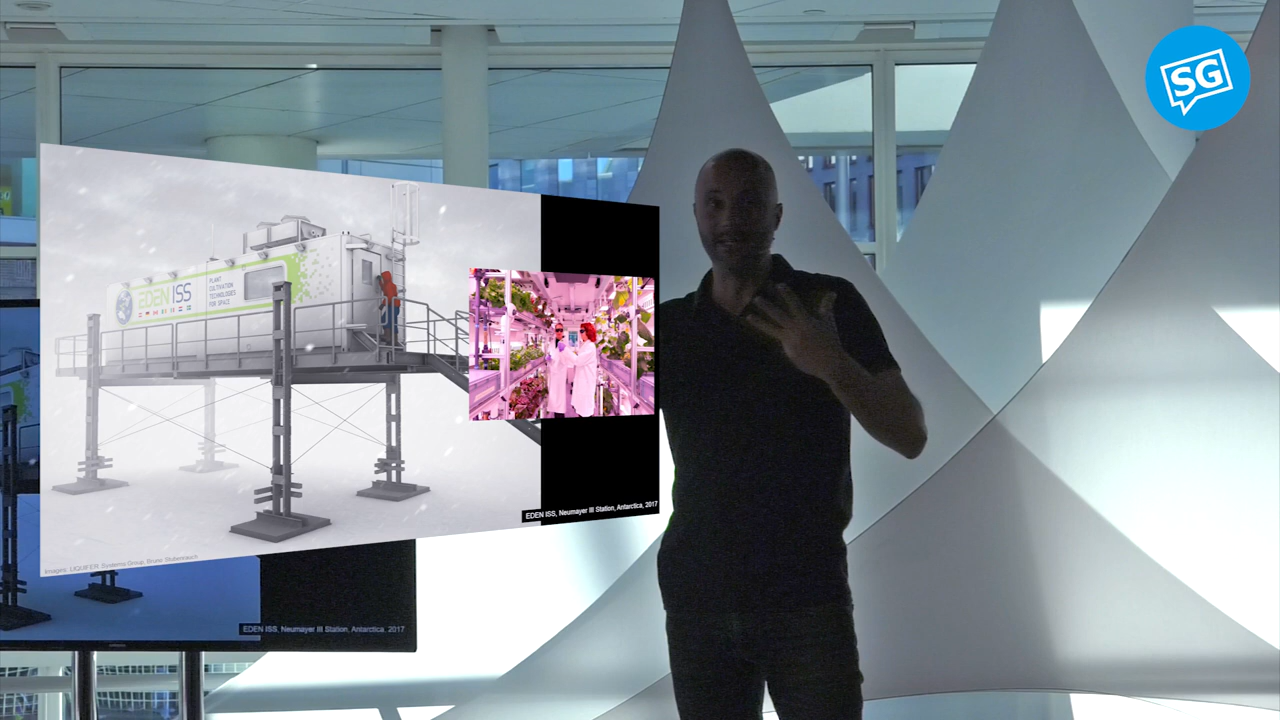 SG
EDEN ISS
PLANT
CULTIVATION
TECHNOLOGIES
FOR SPACE
EDEN ISS, Neumayer III Station, Antarctica, 2017
Images: LIQUIFER Systems Group, Bruno Stubenrauch
EDEN ISS, Neumayer III Station, Antarctica, 2017